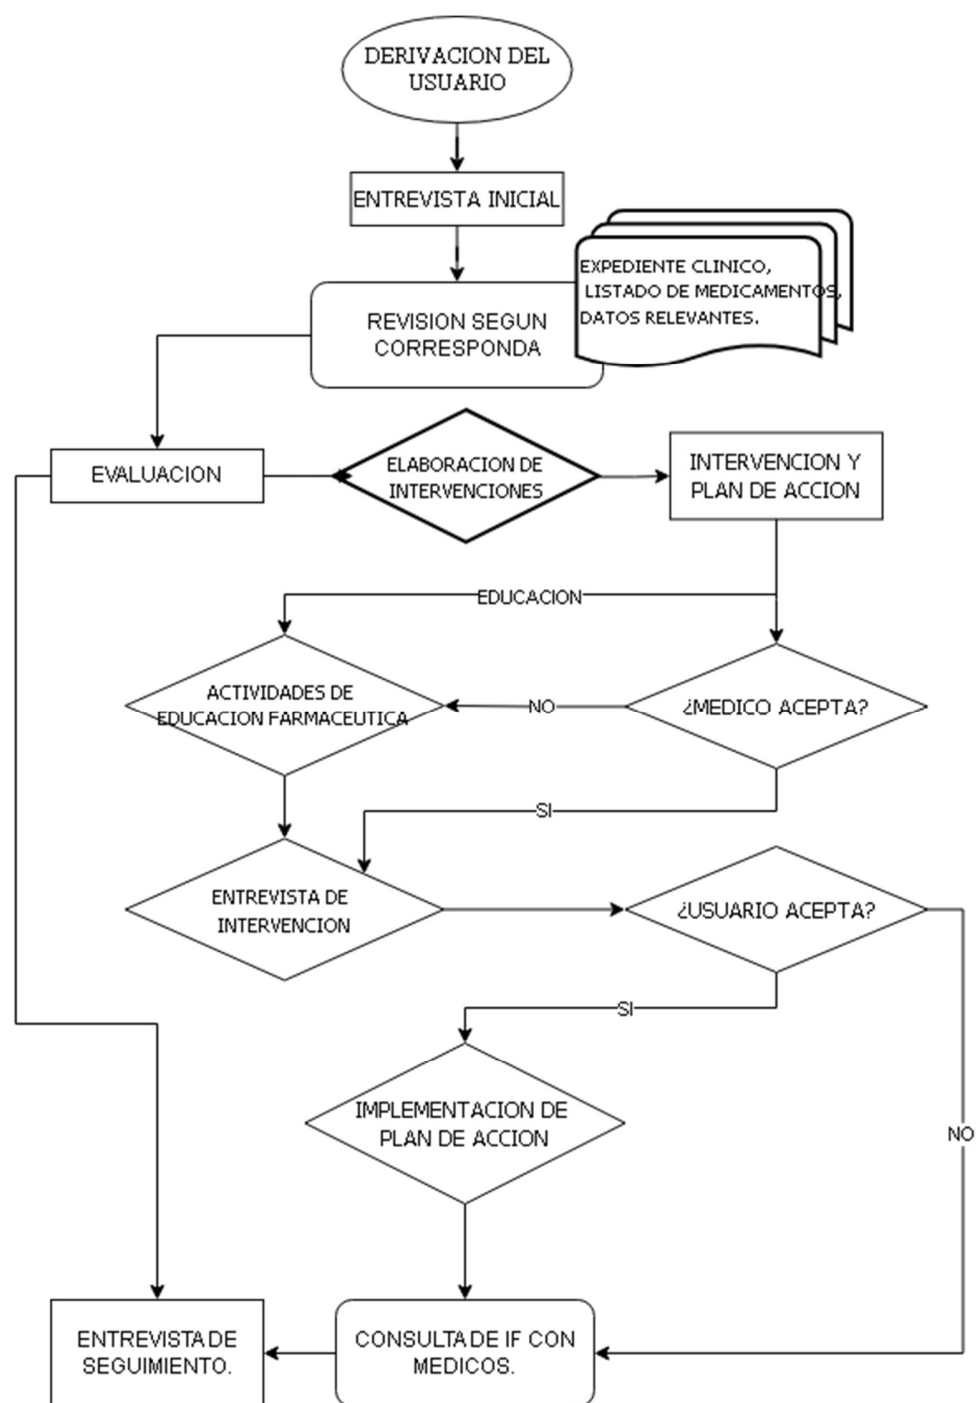 DERIVACION DEL
USUARIO
ENTREVISTA INICIAL
EXPEDIENTE CLINICO,
LISTADO DE MEDICAMENTOS,
DATOS RELEVANTES.
REVISION SEGUN
CORRESPONDA
EVALUACION
ELABORACION DE
INTERVENCIONES
INTERVENCION Y
PLAN DE ACCION
EDUCACION
ACTIVIDADES DE
EDUCACION FARMACEUTICA
NO
¿MEDICO ACEPTA?
SI
ENTREVISTA DE
INTERVENCION
¿USUARIO ACEPTA?
SI
IMPLEMENTACION DE
PLAN DE ACCION
NO
ENTREVISTA DE
SEGUIMIENTO.
CONSULTA DE IF CON
MEDICOS.